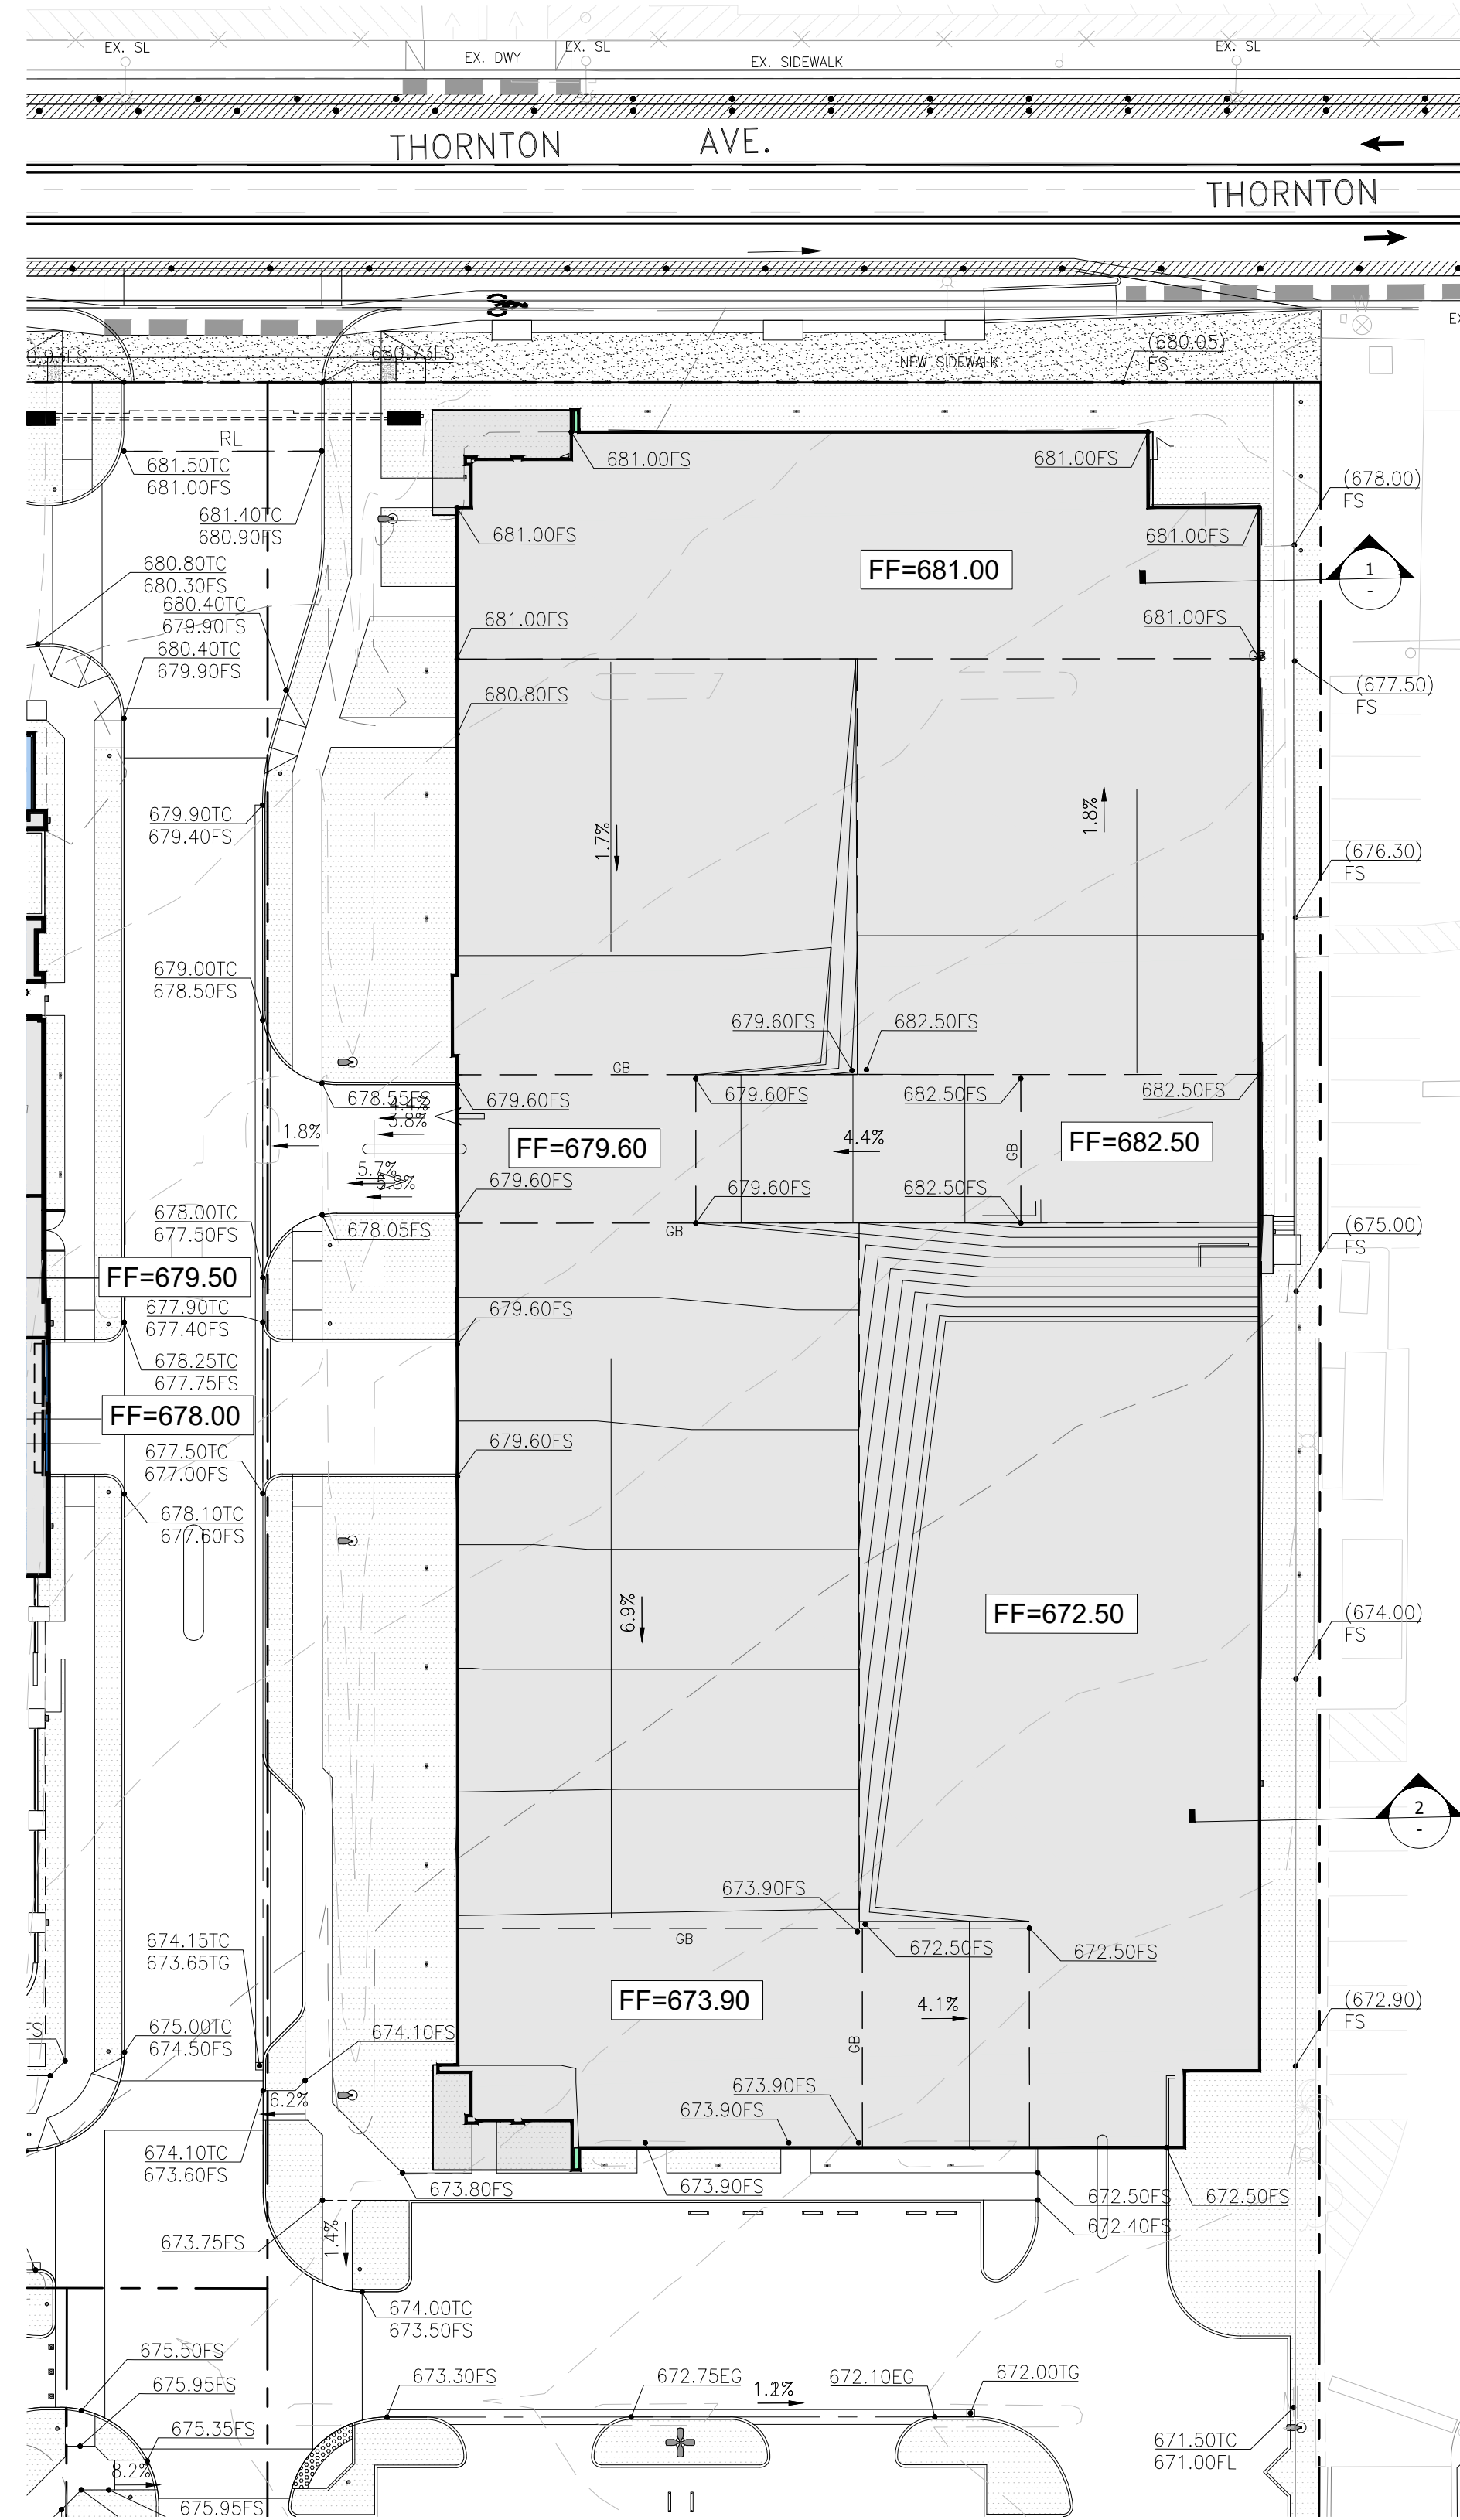 EX. SL
EX. DWY
EX. SL
EX. SIDEWALK
EX. SL
THORNTON AVE.
THORNTON
NEW SIDEWALK
(680.05)
FS
680.73FS
RL
681.50TC
681.00FS
681.00FS
681.00FS
(678.00)
FS
681.40TC
680.90FS
681.00FS
681.00FS
680.80TC
680.30FS
FF=681.00
1
-
680.40TC
679.90FS
681.00FS
681.00FS
680.40TC
679.90FS
GB
(677.50)
FS
680.80FS
679.90TC
679.40FS
1.7%
1.8%
(676.30)
FS
679.00TC
678.50FS
679.60FS
682.50FS
GB
678.55FS
679.60FS
679.60FS
682.50FS
682.50FS
4.4%
3.8%
1.8%
FF=679.60
4.4%
GB
FF=682.50
5.7%
679.60FS
679.60FS
682.50FS
678.00TC
677.50FS
678.05FS
GB
(675.00)
FS
FF=679.50
677.90TC
677.40FS
679.60FS
678.25TC
677.75FS
FF=678.00
677.50TC
677.00FS
679.60FS
678.10TC
677.60FS
6.9%
FF=672.50
(674.00)
FS
2
-
673.90FS
674.15TC
673.65TG
GB
672.50FS
672.50FS
FF=673.90
4.1%
(672.90)
FS
FS
675.00TC
674.50FS
674.10FS
GB
6.2%
673.90FS
673.90FS
674.10TC
673.60FS
673.80FS
673.90FS
672.50FS
672.50FS
673.75FS
1.4%
672.40FS
674.00TC
673.50FS
675.50FS
675.95FS
673.30FS
672.75EG
672.10EG
672.00TG
675.35FS
671.50TC
671.00FL
8.2%
675.95FS